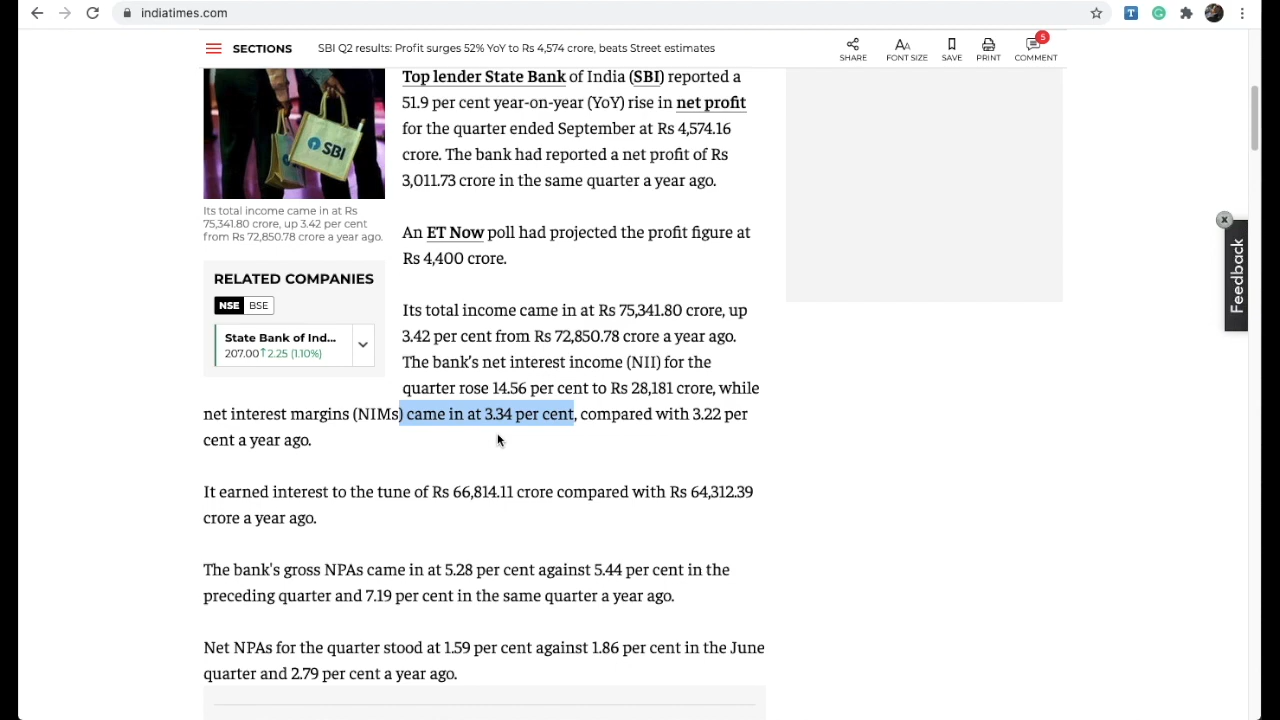 indiatimes.com
SECTIONS
SBI Q2 results: Profit surges 52% YoY to Rs 4,574 crore, beats Street estimates
SHARE
AA
FONT SIZE
SAVE
PRINT
5
COMMENT
SBI
Its total income came in at Rs
75,341.80 crore, up 3.42 per cent
from Rs 72,850.78 crore a year ago.
RELATED COMPANIES
NSE BSE
State Bank of Ind...
207.00↑2.25 (1.10%)
Top lender State Bank of India (SBI) reported a
51.9 per cent year-on-year (YoY) rise in net profit
for the quarter ended September at Rs 4,574.16
crore. The bank had reported a net profit of Rs
3,011.73 crore in the same quarter a year ago.
An ET Now poll had projected the profit figure at
Rs 4,400 crore.
Its total income came in at Rs 75,341.80 crore, up
3.42 per cent from Rs 72,850.78 crore a year ago.
The bank's net interest income (NII) for the
quarter rose 14.56 per cent to Rs 28,181 crore, while
net interest margins (NIMs) came in at 3.34 per cent, compared with 3.22 per
cent a year ago.
It earned interest to the tune of Rs 66,814.11 crore compared with Rs 64,312.39
crore a year ago.
The bank's gross NPAs came in at 5.28 per cent against 5.44 per cent in the
preceding quarter and 7.19 per cent in the same quarter a year ago.
Net NPAs for the quarter stood at 1.59 per cent against 1.86 per cent in the June
quarter and 2.79 per cent a year ago.
Feedback